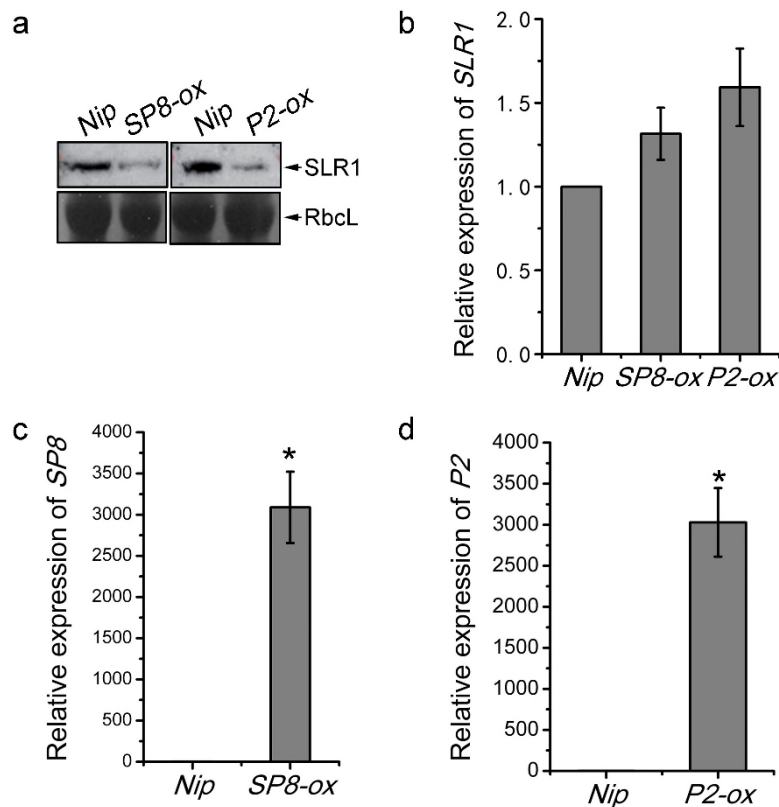 a
Nip SP8-ox Nip P2-ox
SLR1
RbcL
b
Relative expression of SLR1
2.0
1.5
1.0
0.5
0.0
Nip SP8-ox P2-ox
c
Relative expression of SP8
4000
3500
3000
2500
2000
1500
1000
500
0
*
Nip SP8-ox
d
Relative expression of P2
4000
3500
3000
2500
2000
1500
1000
500
0
*
Nip P2-ox